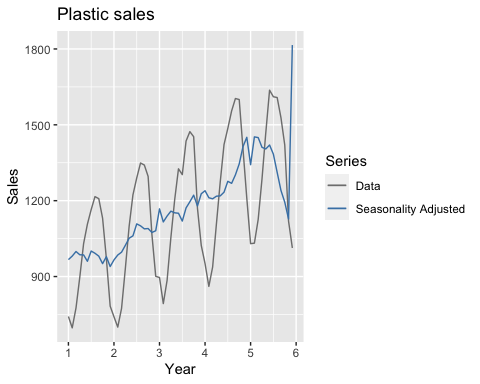 Plastic sales
1800
1500
1200
900
Sales
1 2 3 4 5 6
Year
Series
Data
Seasonality Adjusted